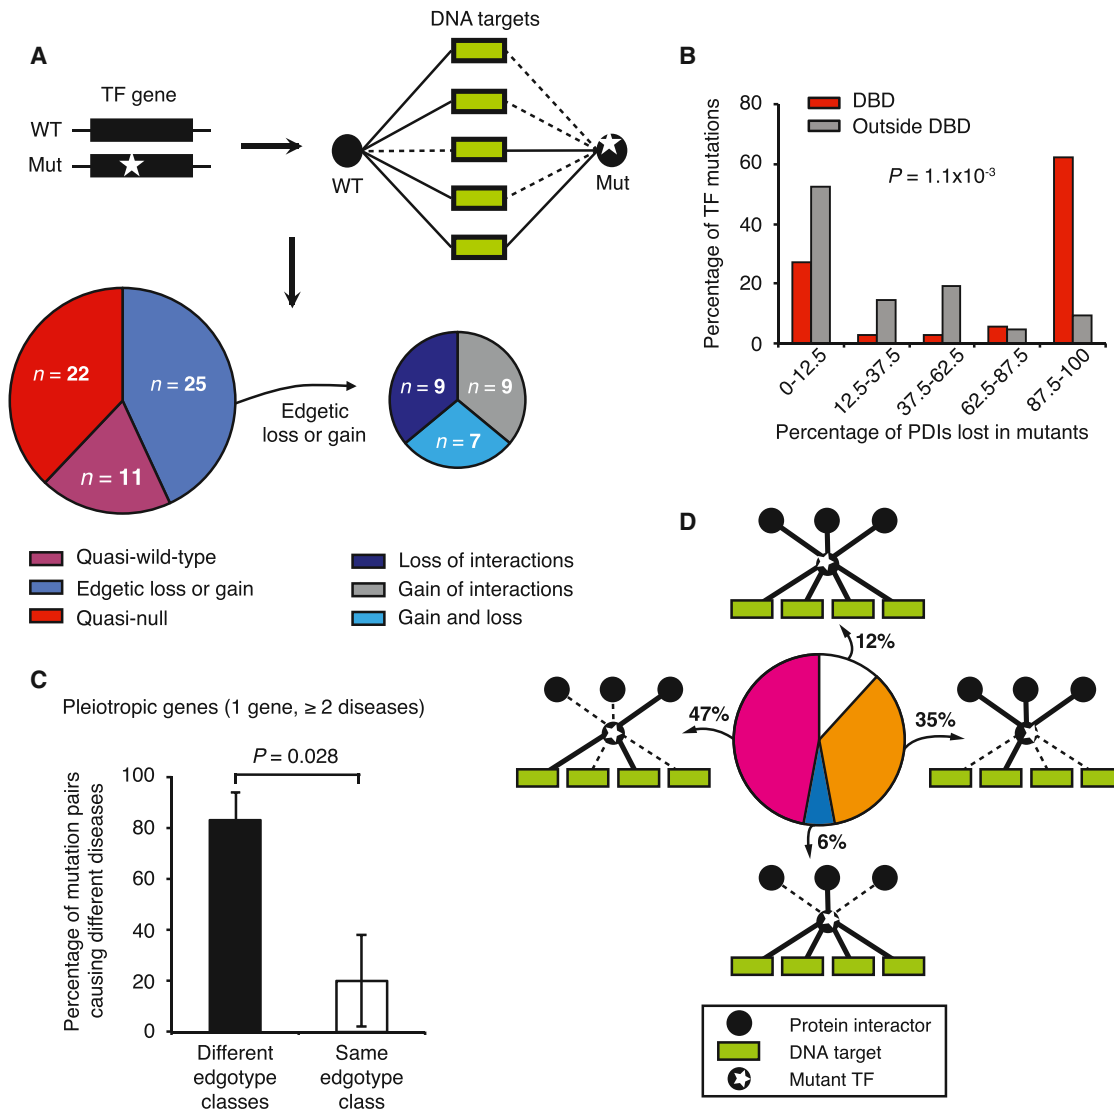 A
TF gene
WT
Mut
DNA targets
WT
Mut
n = 22
n = 25
n = 11
Edgetic
loss or gain
n = 9
n = 9
n = 7
Quasi-wild-type
Edgetic loss or gain
Quasi-null
Loss of interactions
Gain of interactions
Gain and loss
B
Percentage of TF mutations
80
60
40
20
0
DBD
Outside DBD
P = 1.1x10-3
0-12.5
12.5-37.5
37.5-62.5
62.5-87.5
87.5-100
Percentage of PDIs lost in mutants
C
Pleiotropic genes (1 gene, ≥ 2 diseases)
P = 0.028
Percentage of mutation pairs
causing different diseases
100
80
60
40
20
0
Different
edgotype
classes
Same
edgotype
class
D
12%
47%
35%
6%
Protein interactor
DNA target
Mutant TF